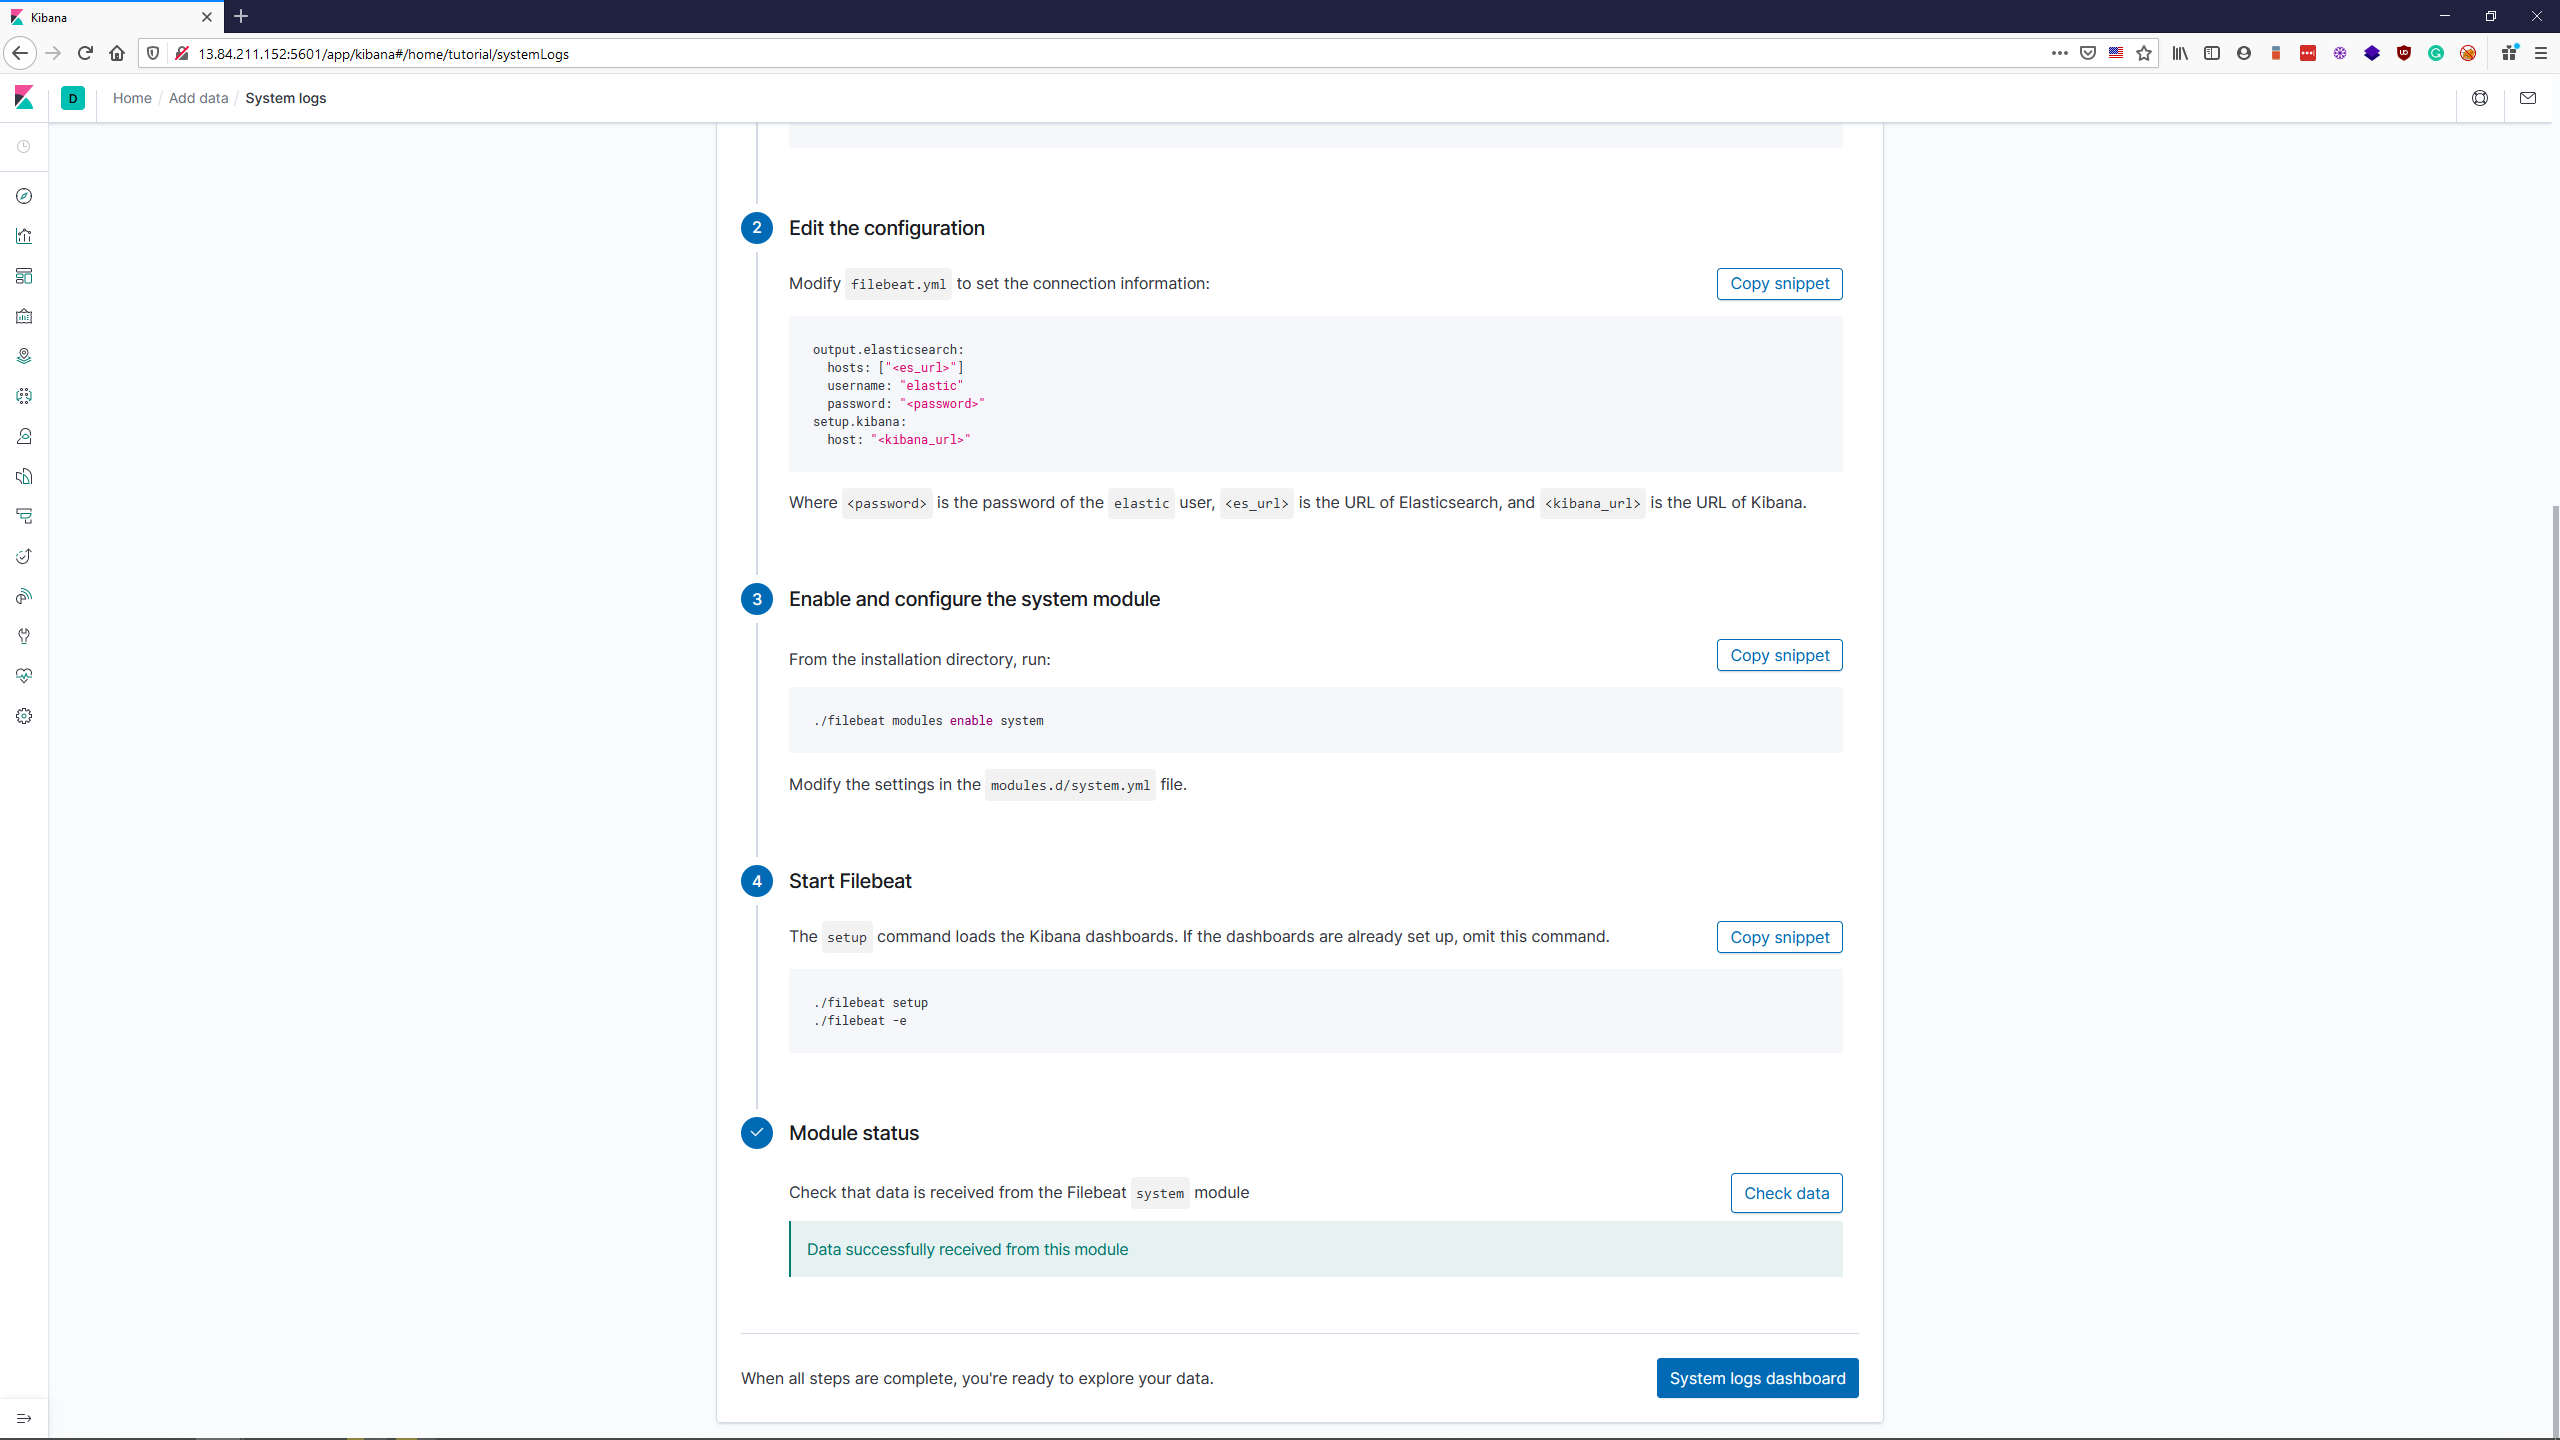 Kibana
13.84.211.152:5601/app/kibana#/home/tutorial/systemLogs
D
Home / Add data / System logs
2 Edit the configuration
Modify filebeat.yml to set the connection information:
Copy snippet
output.elasticsearch:
hosts: ["<es_url>"]
username: "elastic"
password: "<password>"
setup.kibana:
host: "<kibana_url>"
Where <password> is the password of the elastic user, <es_url> is the URL of Elasticsearch, and <kibana_url> is the URL of Kibana.
3 Enable and configure the system module
From the installation directory, run:
Copy snippet
./filebeat modules enable system
Modify the settings in the modules.d/system.yml file.
4 Start Filebeat
The setup command loads the Kibana dashboards. If the dashboards are already set up, omit this command.
Copy snippet
./filebeat setup
./filebeat -e
Module status
Check that data is received from the Filebeat system module
Check data
Data successfully received from this module
When all steps are complete, you're ready to explore your data.
System logs dashboard